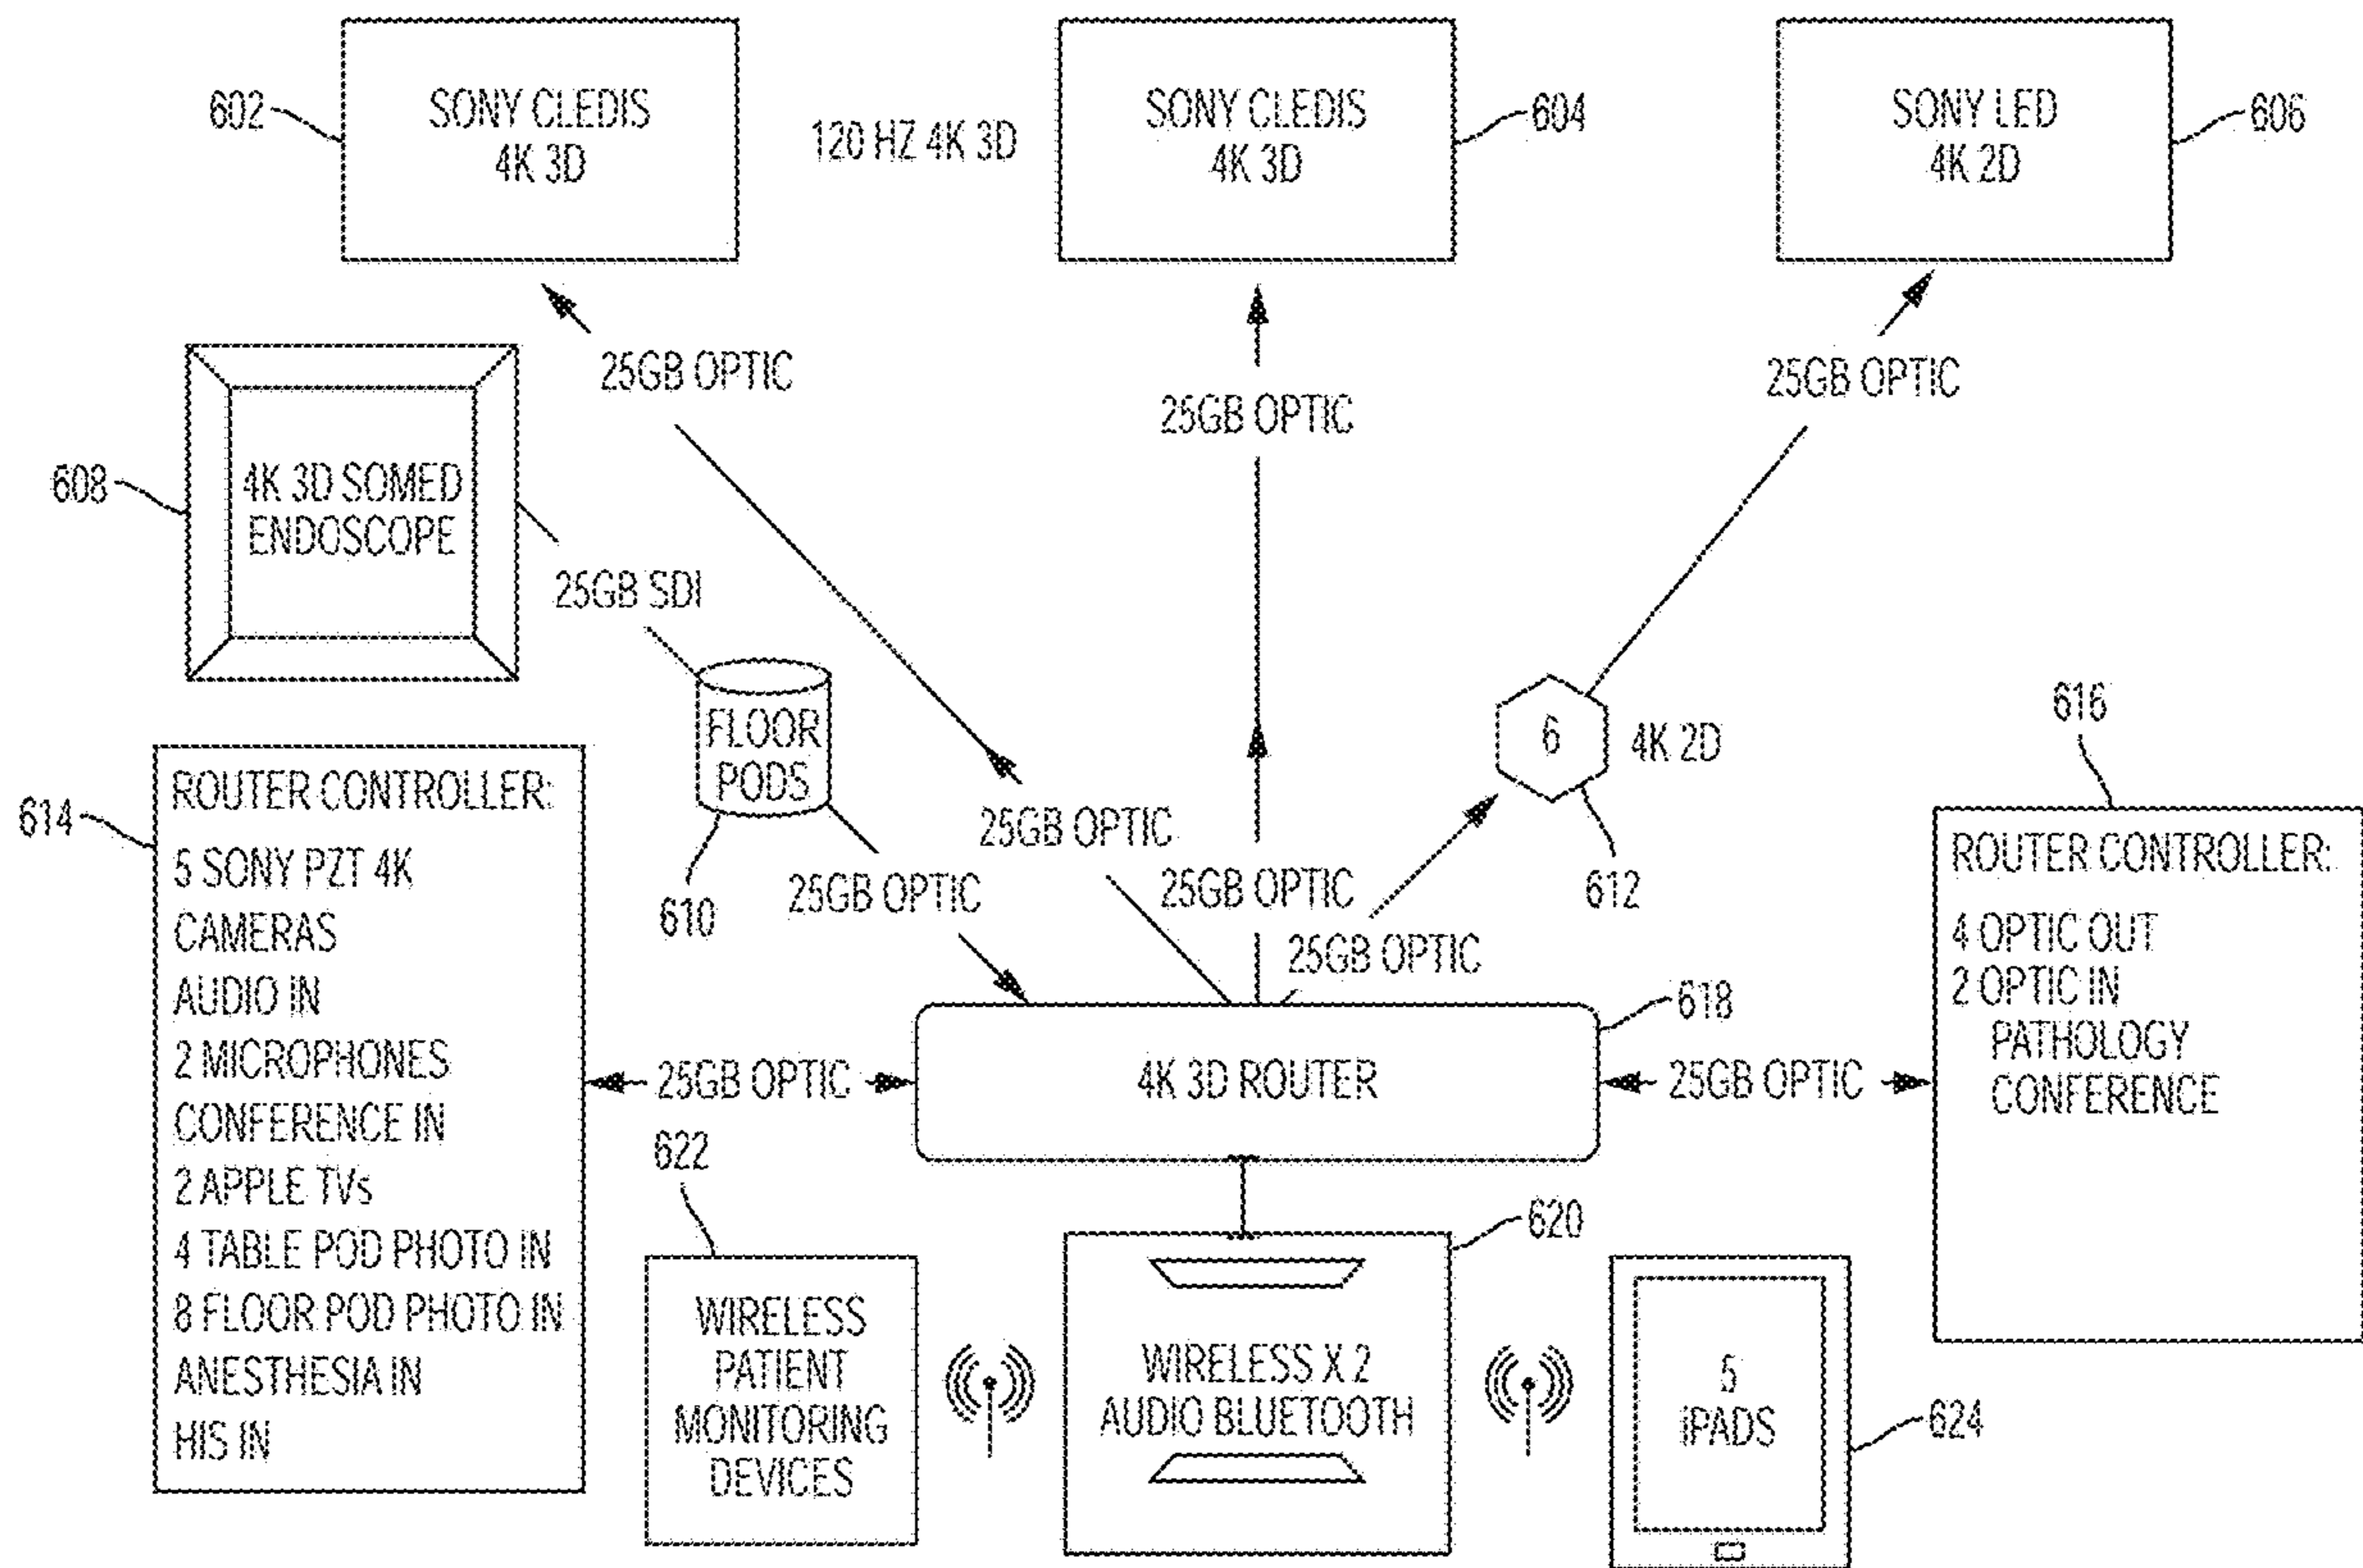 602
SONY CLEDIS
4K 3D
120 HZ 4K 3D
SONY CLEDIS
4K 3D
604
SONY LED
4K 2D
606
25GB OPTIC
25GB OPTIC
25GB OPTIC
608
4K 3D SOMED
ENDOSCOPE
25GB SDI
FLOOR
PODS
610
6
4K 2D
612
616
614
ROUTER CONTROLLER:
5 SONY PZT 4K
CAMERAS
AUDIO IN
2 MICROPHONES
CONFERENCE IN
2 APPLE TVs
4 TABLE POD PHOTO IN
8 FLOOR POD PHOTO IN
ANESTHESIA IN
HIS IN
25GB OPTIC
25GB OPTIC
25GB OPTIC
25GB OPTIC
ROUTER CONTROLLER:
4 OPTIC OUT
2 OPTIC IN
PATHOLOGY
CONFERENCE
618
25GB OPTIC
4K 3D ROUTER
25GB OPTIC
622
WIRELESS
PATIENT
MONITORING
DEVICES
620
WIRELESS X 2
AUDIO BLUETOOTH
5
iPADS
624